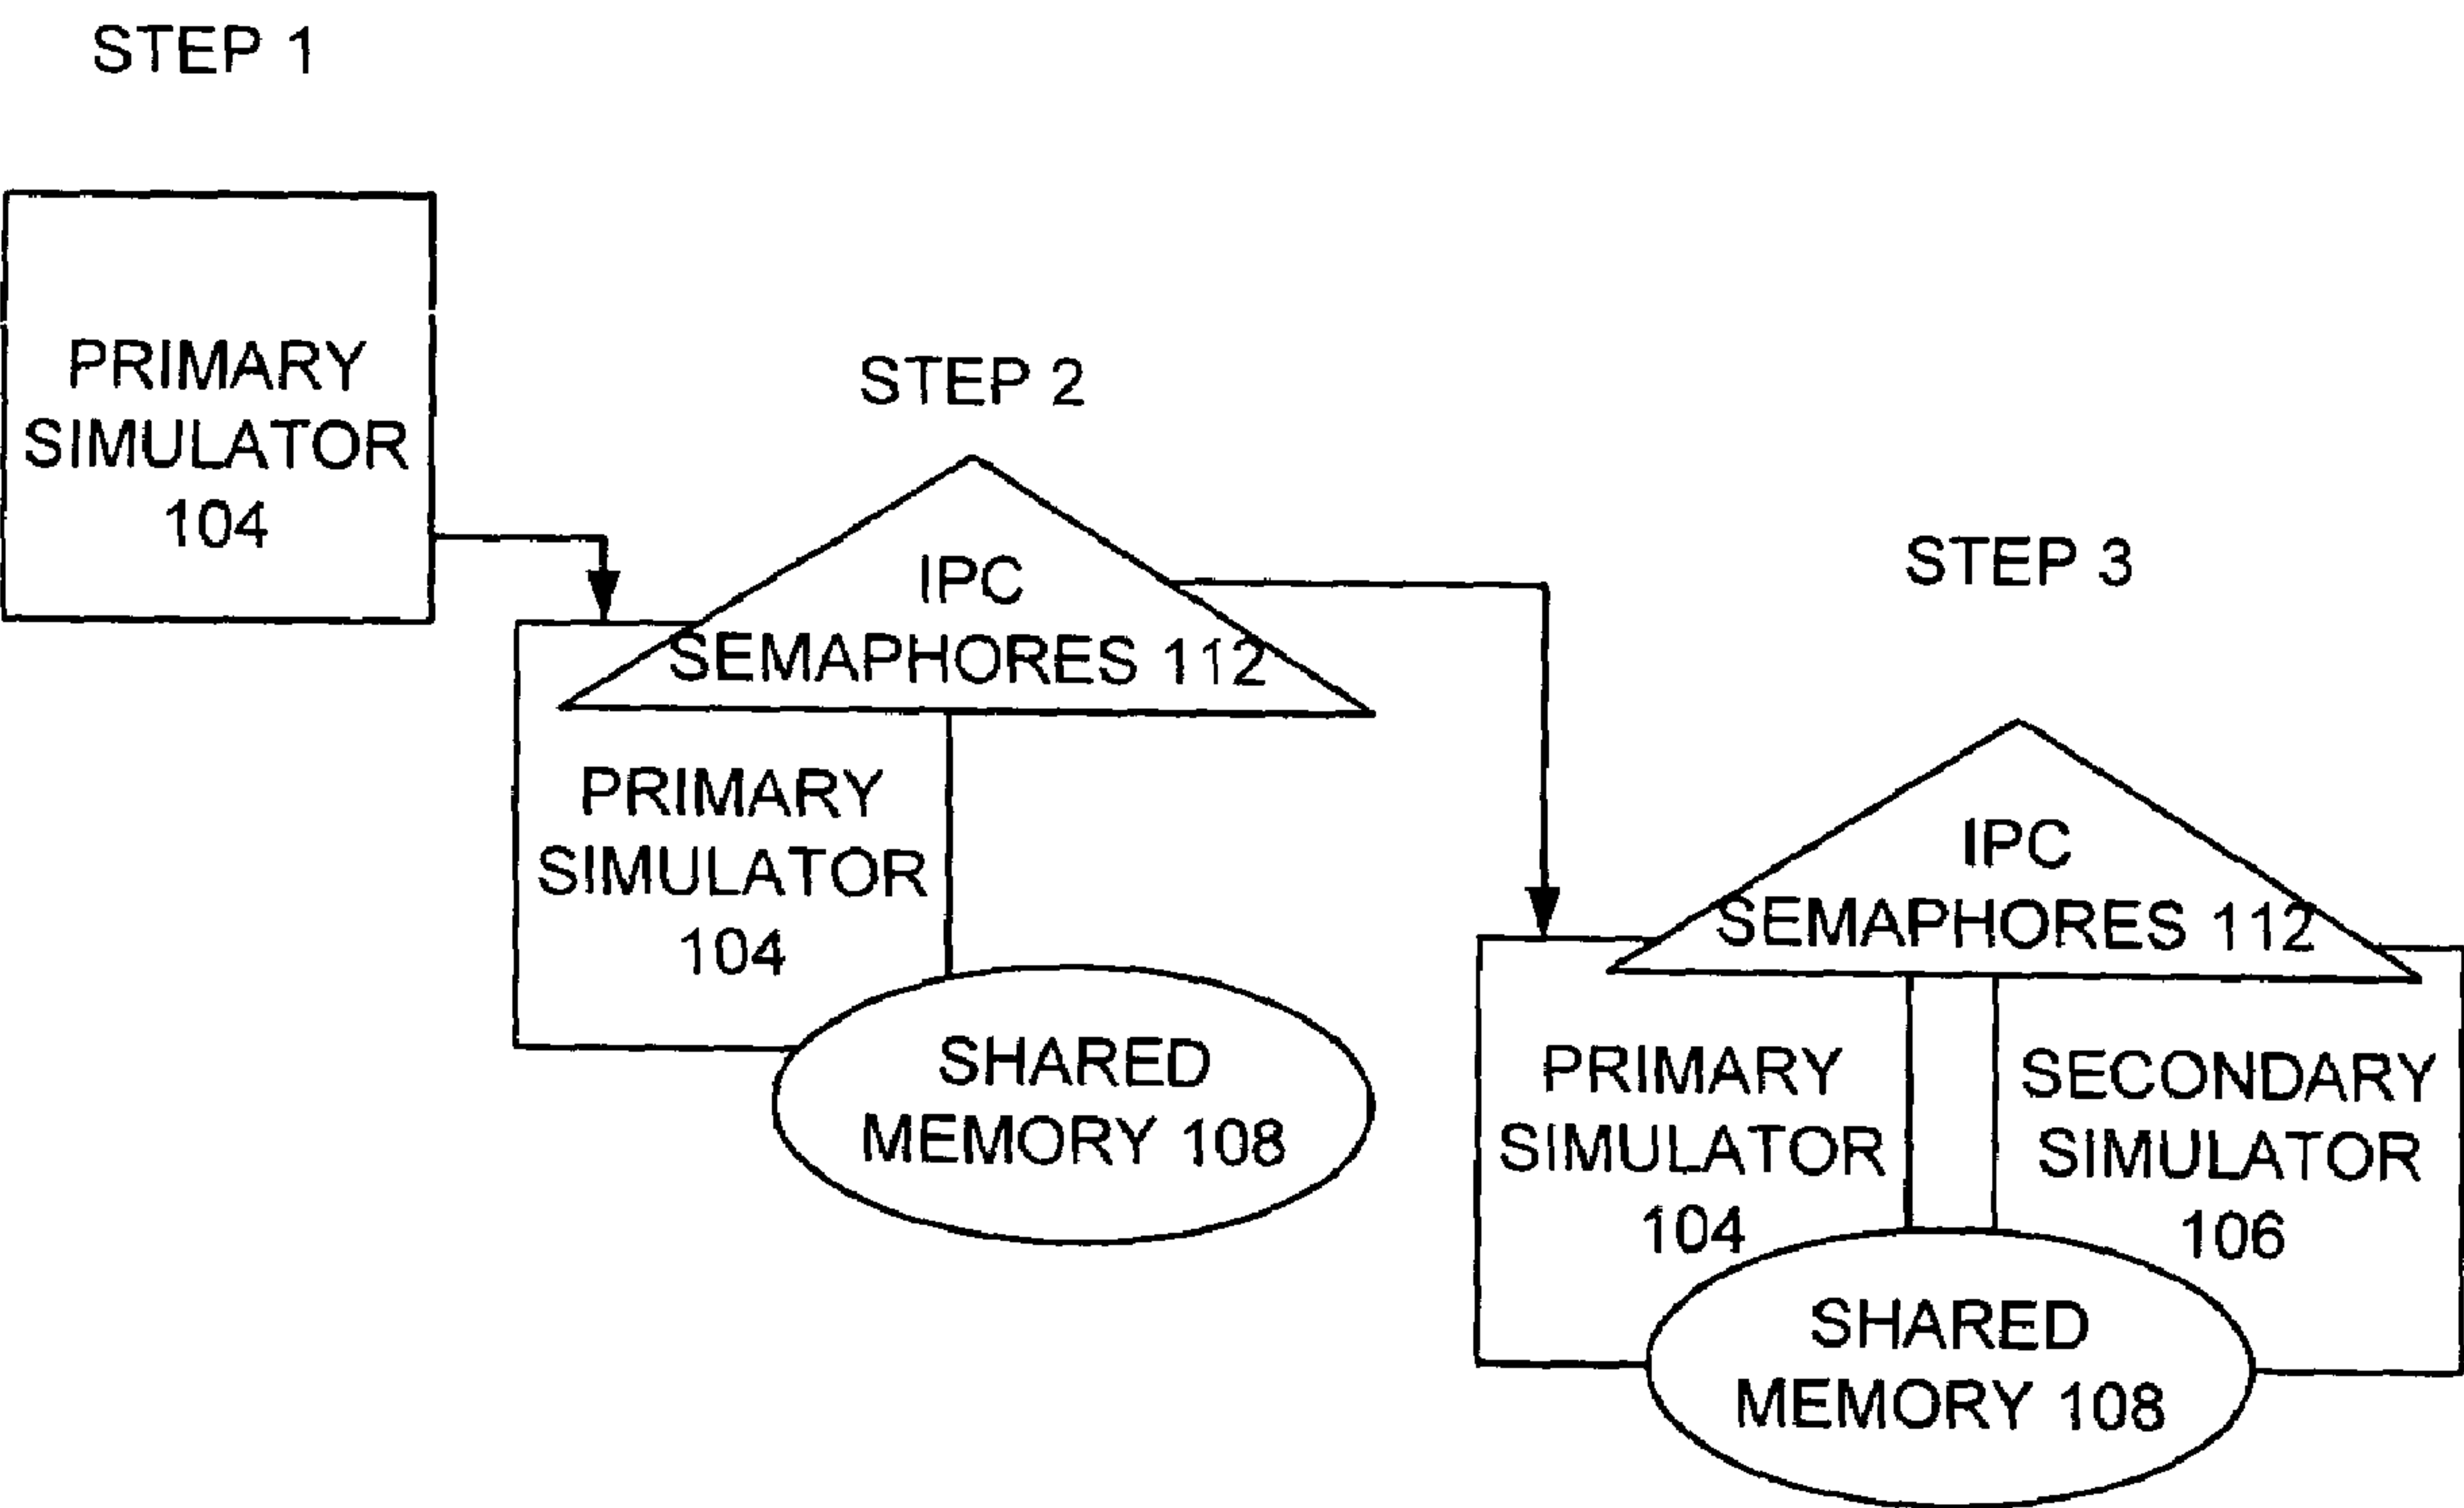 STEP 1
PRIMARY
SIMULATOR
104
STEP 2
IPC
SEMAPHORES 112
PRIMARY
SIMULATOR
104
SHARED
MEMORY 108
STEP 3
IPC
SEMAPHORES 112
PRIMARY
SIMULATOR
104
SECONDARY
SIMULATOR
106
SHARED
MEMORY 108